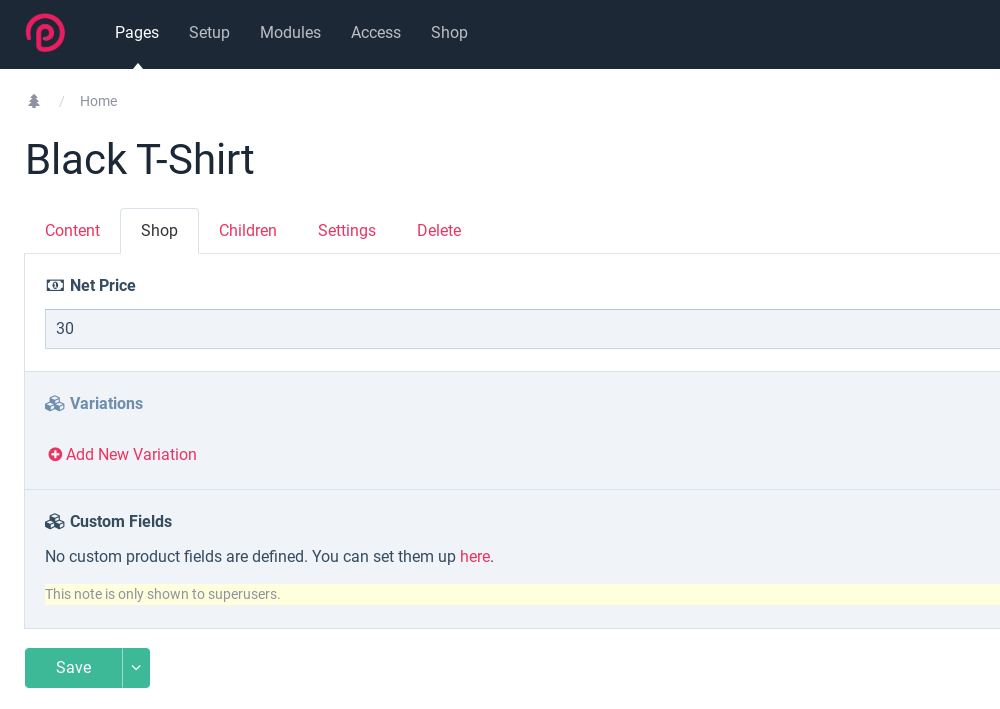 Pages Setup Modules Access Shop
/ Home
Black T-Shirt
Content Shop Children Settings Delete
Net Price
30
Variations
Add New Variation
Custom Fields
No custom product fields are defined. You can set them up here.
This note is only shown to superusers.
Save